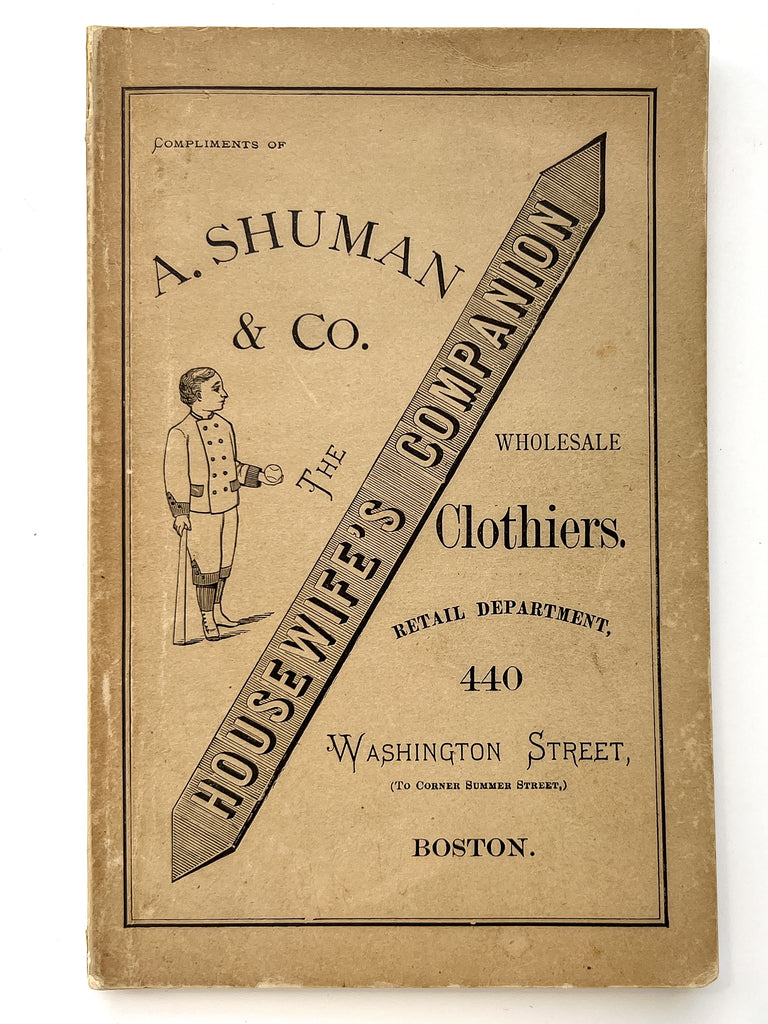 COMPLIMENTS OF
A. SHUMAN
& CO.
THE
HOUSEWIFE'S COMPANION
WHOLESALE
Clothiers.
RETAIL DEPARTMENT,
440
WASHINGTON STREET,
(TO CORNER SUMMER STREET,)
BOSTON.